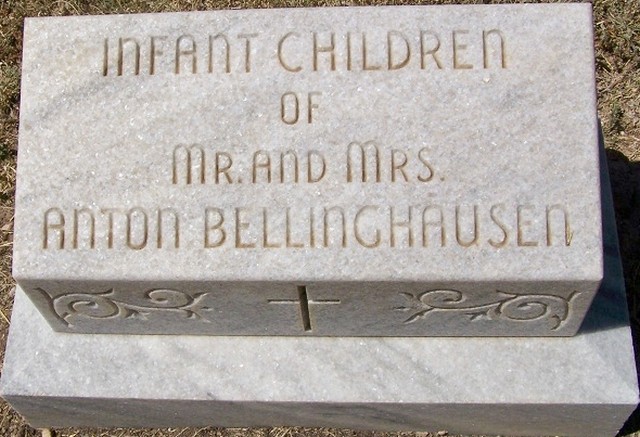 INFANT CHILDREN
OF
MR. AND MRS.
ANTON BELLINGHAUSEN